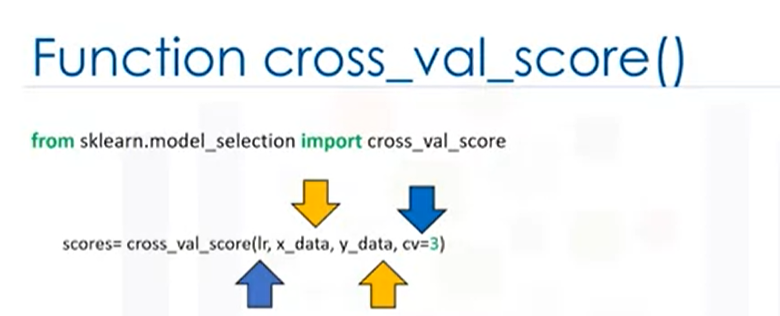 Function cross_val_score()
from sklearn.model_selection import cross_val_score
scores= cross_val_score(lr, x_data, y_data, cv=3)